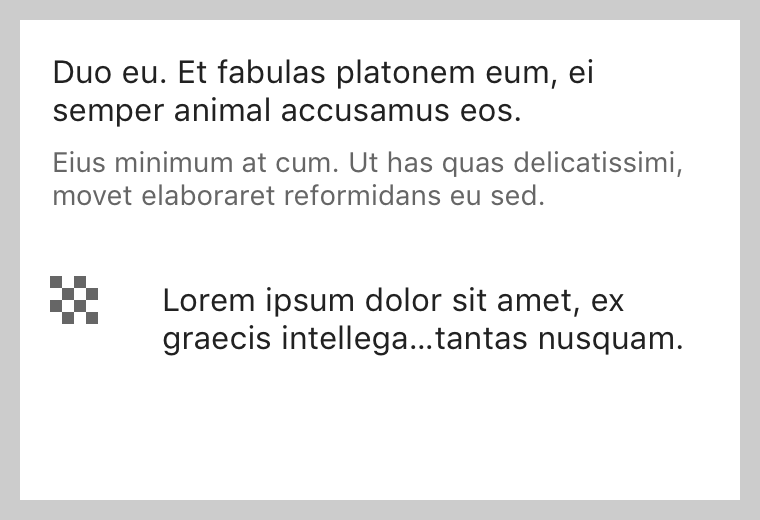 Duo eu. Et fabulas platonem eum, ei
semper animal accusamus eos.
Eius minimum at cum. Ut has quas delicatissimi,
movet elaboraret reformidans eu sed.
Lorem ipsum dolor sit amet, ex
graecis intellega...tantas nusquam.